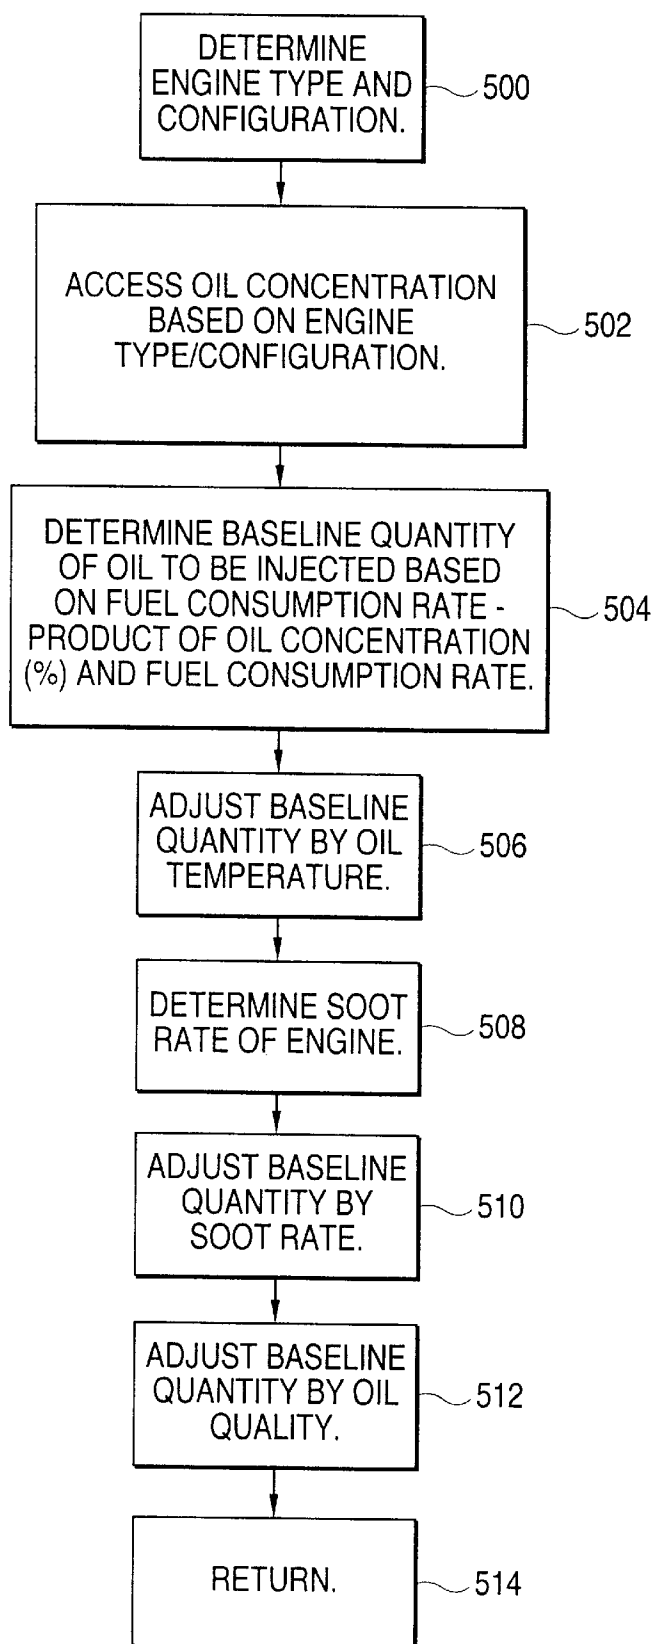 DETERMINE
ENGINE TYPE AND
CONFIGURATION.
500
ACCESS OIL CONCENTRATION
BASED ON ENGINE
TYPE/CONFIGURATION.
502
DETERMINE BASELINE QUANTITY
OF OIL TO BE INJECTED BASED
ON FUEL CONSUMPTION RATE -
PRODUCT OF OIL CONCENTRATION
(%) AND FUEL CONSUMPTION RATE.
504
ADJUST BASELINE
QUANTITY BY OIL
TEMPERATURE.
506
DETERMINE SOOT
RATE OF ENGINE.
508
ADJUST BASELINE
QUANTITY BY
SOOT RATE.
510
ADJUST BASELINE
QUANTITY BY OIL
QUALITY.
512
RETURN.
514